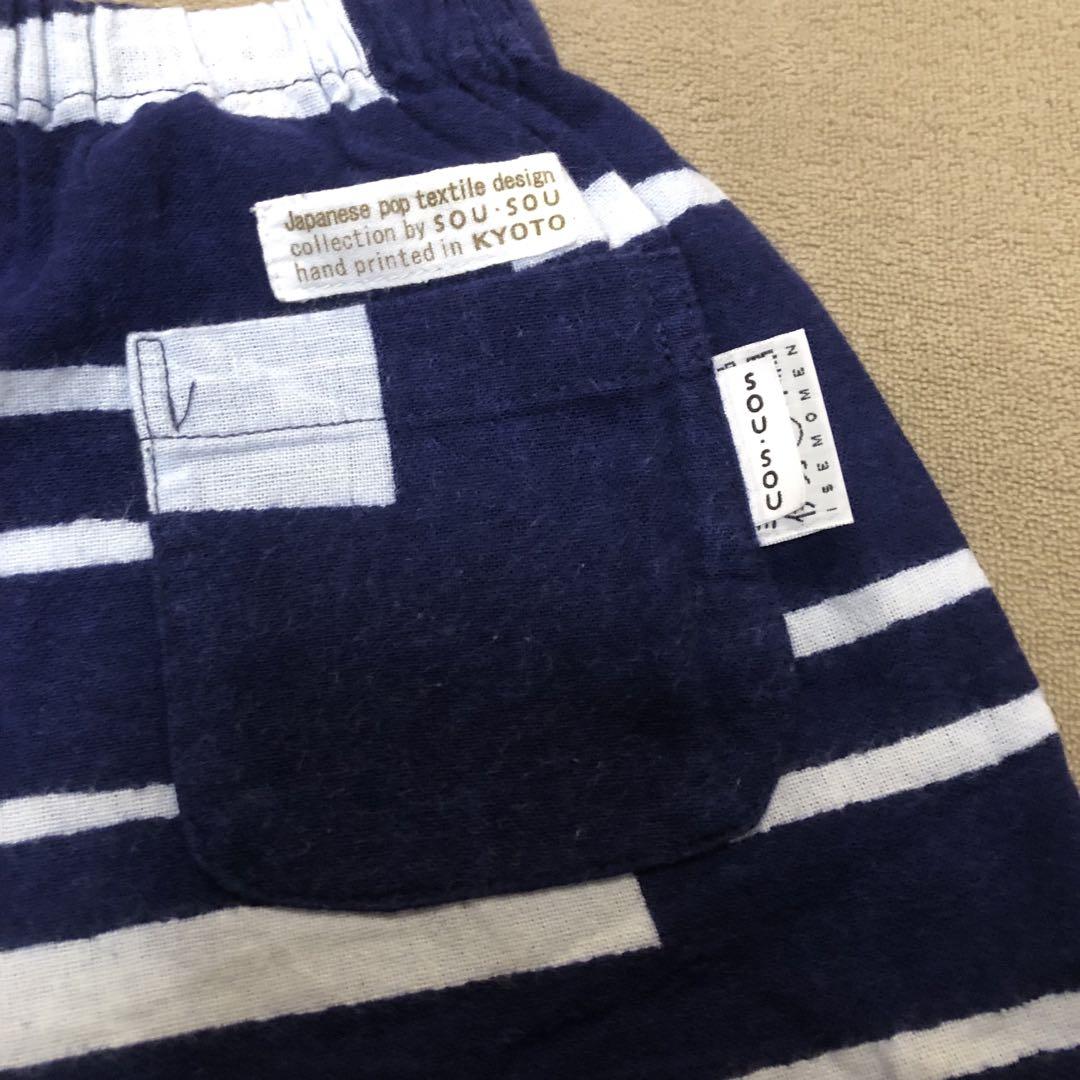 Japanese pop textile design
collection by SOU·SOU
hand printed in KYOTO
SOU·SOU
ISEMOMEN